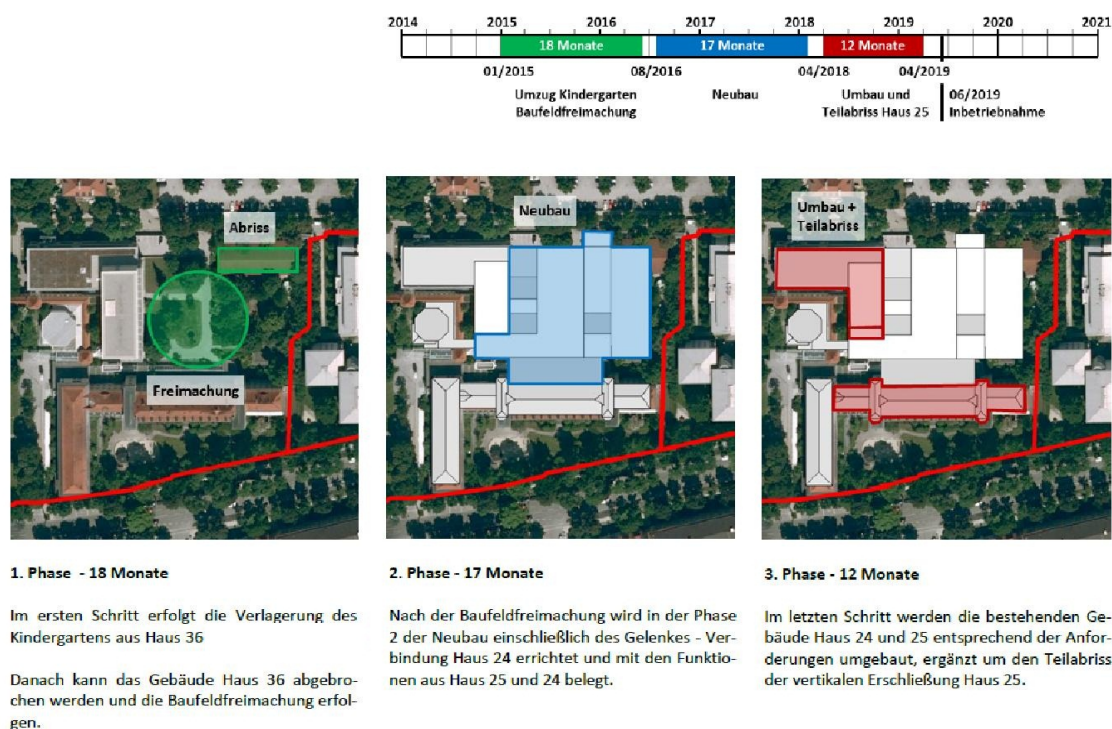 2014 2015 2016 2017 2018 2019 2020 2021
18 Monate 17 Monate 12 Monate
01/2015 08/2016 04/2018 04/2019
Umzug Kindergarten Neubau Umbau und 06/2019
Baufeldfreimachung Teilabriss Haus 25 Inbetriebnahme
Abriss
Freimachung
Neubau
Umbau +
Teilabriss
1. Phase - 18 Monate
Im ersten Schritt erfolgt die Verlagerung des
Kindergartens aus Haus 36
Danach kann das Gebäude Haus 36 abgebro-
chen werden und die Baufeldfreimachung erfol-
gen.
2. Phase - 17 Monate
Nach der Baufeldfreimachung wird in der Phase
2 der Neubau einschließlich des Gelenkes - Ver-
bindung Haus 24 errichtet und mit den Funktio-
nen aus Haus 25 und 24 belegt.
3. Phase - 12 Monate
Im letzten Schritt werden die bestehenden Ge-
bäude Haus 24 und 25 entsprechend der Anfor-
derungen umgebaut, ergänzt um den Teilabriss
der vertikalen Erschließung Haus 25.